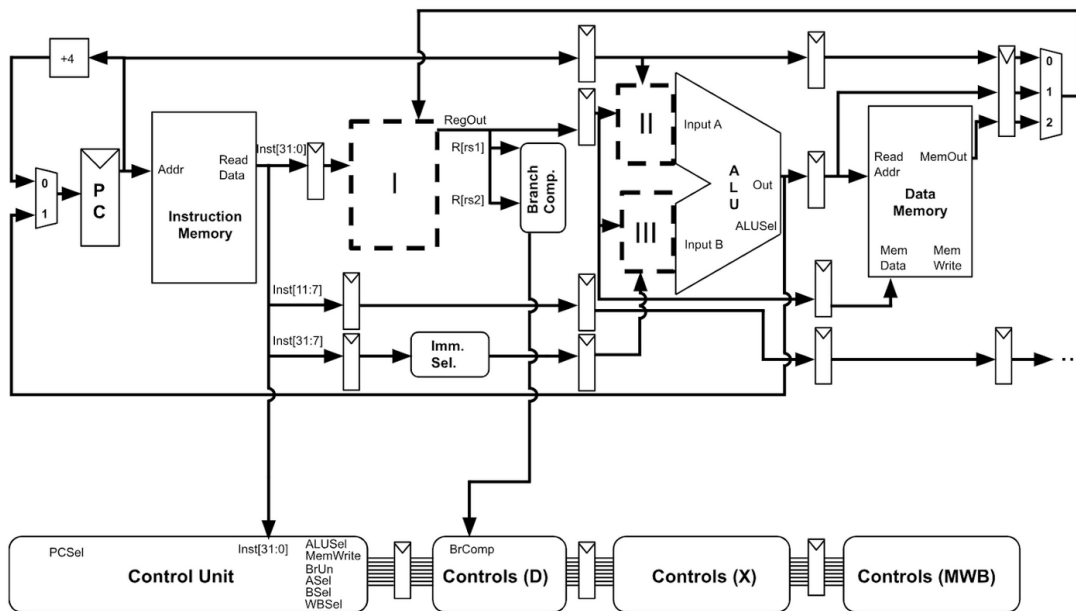 +4
0
1
PC
Addr
Read
Data
Instruction
Memory
Inst[31:0]
I
RegOut
R[rs1]
R[rs2]
Branch
Comp.
Inst[11:7]
Inst[31:7]
Imm.
Sel.
II
III
Input A
Input B
ALU
Out
ALUSel
Read
Addr
MemOut
Data
Memory
Mem
Data
Mem
Write
0
1
2
..
PCSel
Inst[31:0]
ALUSel
MemWrite
BrUn
ASel
BSel
WBSel
Control Unit
BrComp
Controls (D)
Controls (X)
Controls (MWB)